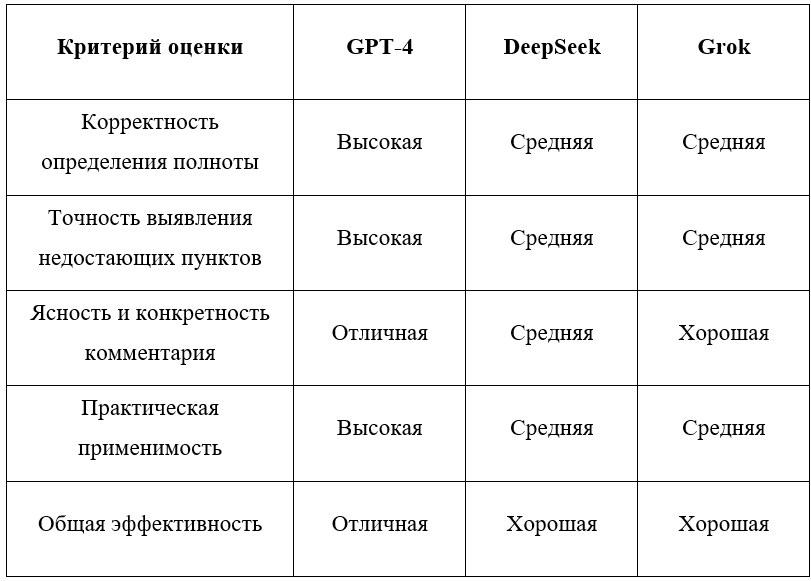 Критерий оценки GPT-4 DeepSeek Grok
Корректность
определения полноты Высокая Средняя Средняя
Точность выявления
недостающих пунктов Высокая Средняя Средняя
Ясность и конкретность
комментария Отличная Средняя Хорошая
Практическая
применимость Высокая Средняя Средняя
Общая эффективность Отличная Хорошая Хорошая